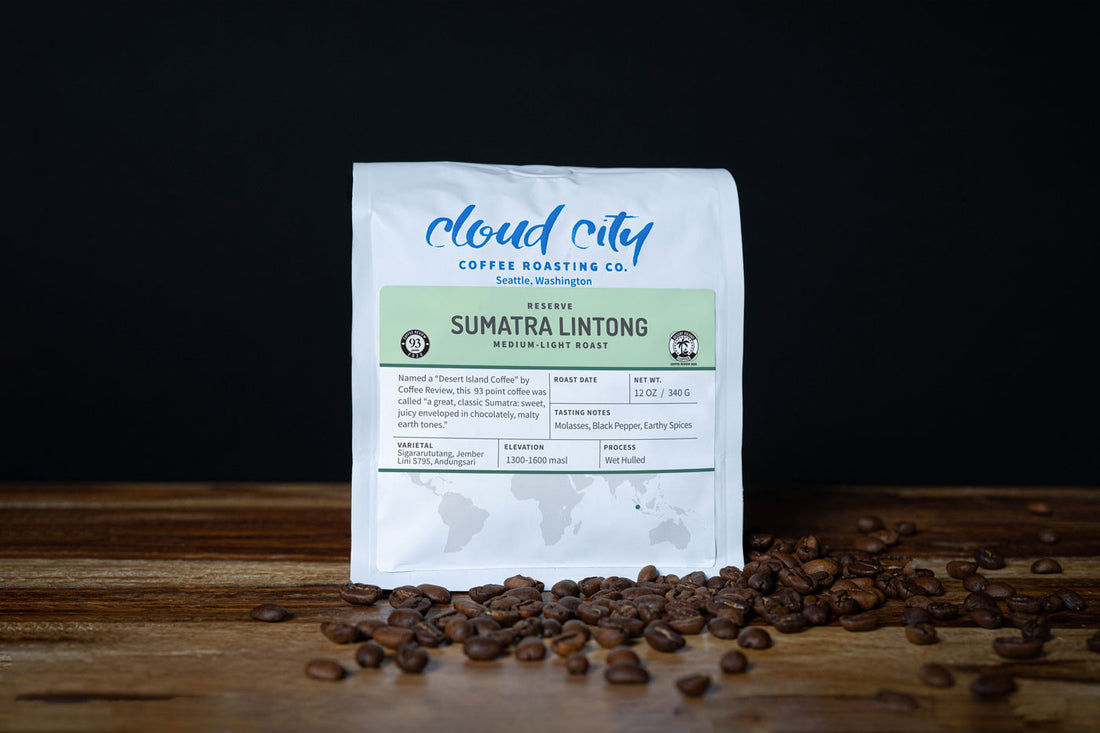 cloud city
COFFEE ROASTING CO.
Seattle, Washington
RESERVE
SUMATRA LINTONG
MEDIUM-LIGHT ROAST
COFFEE REVIEW
93
Named a "Desert Island Coffee" by
Coffee Review, this 93 point coffee was
called "a great, classic Sumatra: sweet,
juicy enveloped in chocolately, malty
earth tones."
ROAST DATE
NET WT.
12 OZ / 340 G
TASTING NOTES
Molasses, Black Pepper, Earthy Spices
VARIETAL
Sigararututang, Jember
Lini S795, Andungsari
ELEVATION
1300-1600 masl
PROCESS
Wet Hulled